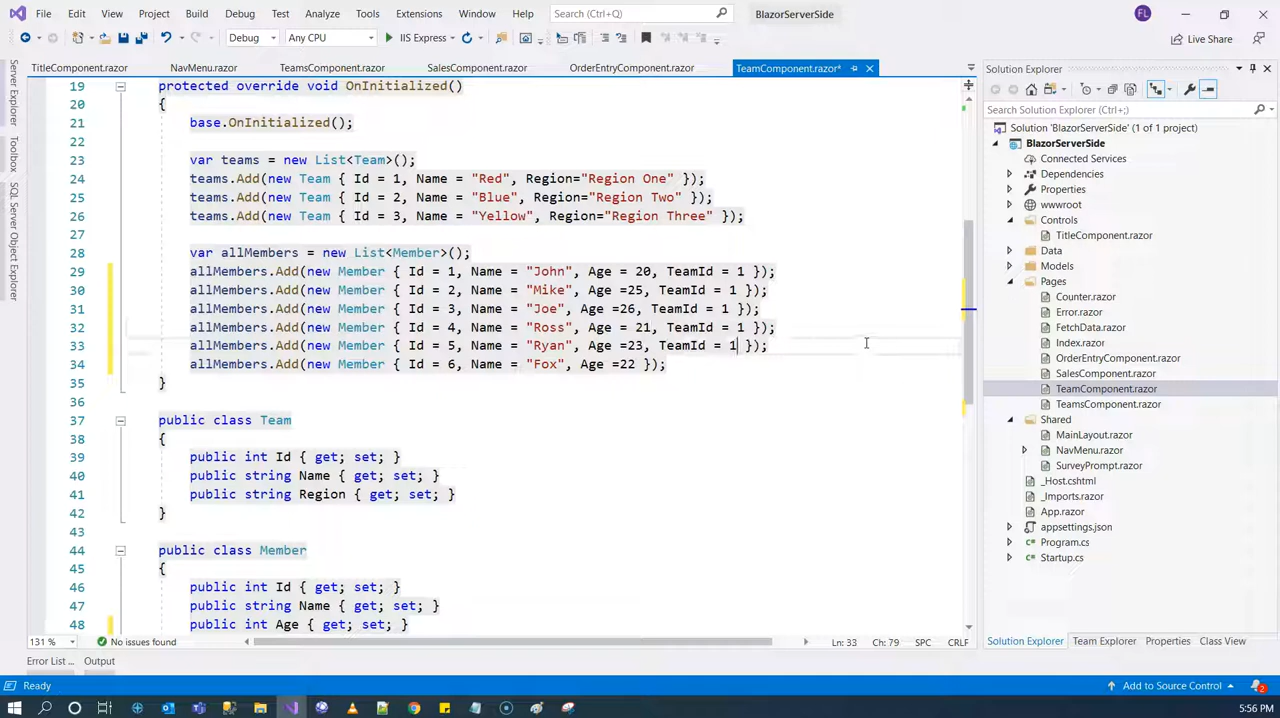 File Edit View Project Build Debug Test Analyze Tools Extensions Window Help Search (Ctrl+Q) BlazorServerSide FL
Debug Any CPU IIS Express Live Share
TitleComponent.razor NavMenu.razor TeamsComponent.razor SalesComponent.razor OrderEntryComponent.razor TeamComponent.razor*
Server Explorer
Toolbox
SQL Server Object Explorer
19 protected override void OnInitialized()
20 {
21 base.OnInitialized();
22
23 var teams = new List<Team>();
24 teams.Add(new Team { Id = 1, Name = "Red", Region="Region One" });
25 teams.Add(new Team { Id = 2, Name = "Blue", Region="Region Two" });
26 teams.Add(new Team { Id = 3, Name = "Yellow", Region="Region Three" });
27
28 var allMembers = new List<Member>();
29 allMembers.Add(new Member { Id = 1, Name = "John", Age = 20, TeamId = 1 });
30 allMembers.Add(new Member { Id = 2, Name = "Mike", Age =25, TeamId = 1 });
31 allMembers.Add(new Member { Id = 3, Name = "Joe", Age =26, TeamId = 1 });
32 allMembers.Add(new Member { Id = 4, Name = "Ross", Age = 21, TeamId = 1 });
33 allMembers.Add(new Member { Id = 5, Name = "Ryan", Age =23, TeamId = 1 });
34 allMembers.Add(new Member { Id = 6, Name = "Fox", Age =22 });
35 }
36
37 public class Team
38 {
39 public int Id { get; set; }
40 public string Name { get; set; }
41 public string Region { get; set; }
42 }
43
44 public class Member
45 {
46 public int Id { get; set; }
47 public string Name { get; set; }
48 public int Age { get; set; }
131 % No issues found Ln: 33 Ch: 79 SPC CRLF
Solution Explorer
Search Solution Explorer (Ctrl+;)
Solution 'BlazorServerSide' (1 of 1 project)
BlazorServerSide
Connected Services
Dependencies
Properties
wwwroot
Controls
TitleComponent.razor
Data
Models
Pages
Counter.razor
Error.razor
FetchData.razor
Index.razor
OrderEntryComponent.razor
SalesComponent.razor
TeamComponent.razor
TeamsComponent.razor
Shared
MainLayout.razor
NavMenu.razor
SurveyPrompt.razor
_Host.cshtml
_Imports.razor
App.razor
appsettings.json
Program.cs
Startup.cs
Solution Explorer Team Explorer Properties Class View
Error List ... Output
Ready Add to Source Control 2
5:56 PM